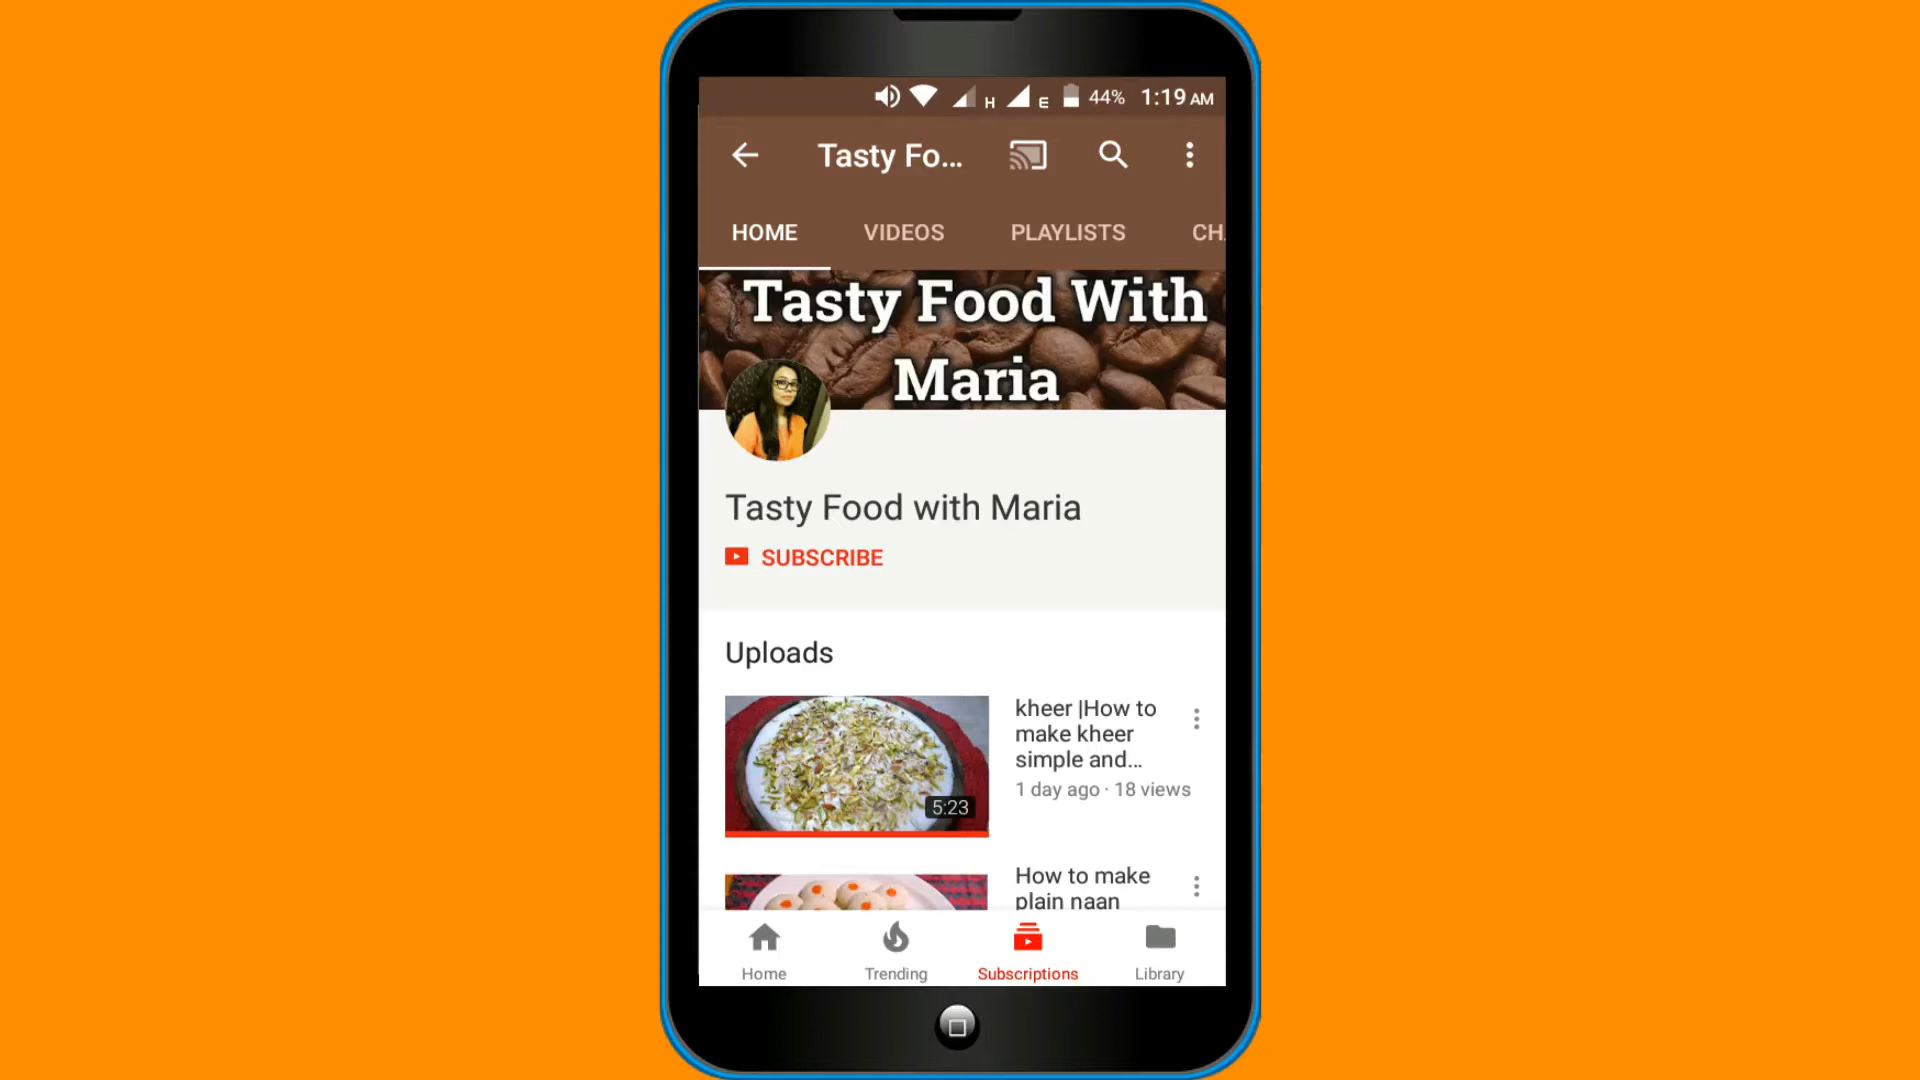 H E 44% 1:19 AM
Tasty Fo...
HOME VIDEOS PLAYLISTS CH
Tasty Food With
Maria
Tasty Food with Maria
SUBSCRIBE
Uploads
kheer |How to
make kheer
simple and...
1 day ago · 18 views
5:23
How to make
plain naan
Home Trending Subscriptions Library